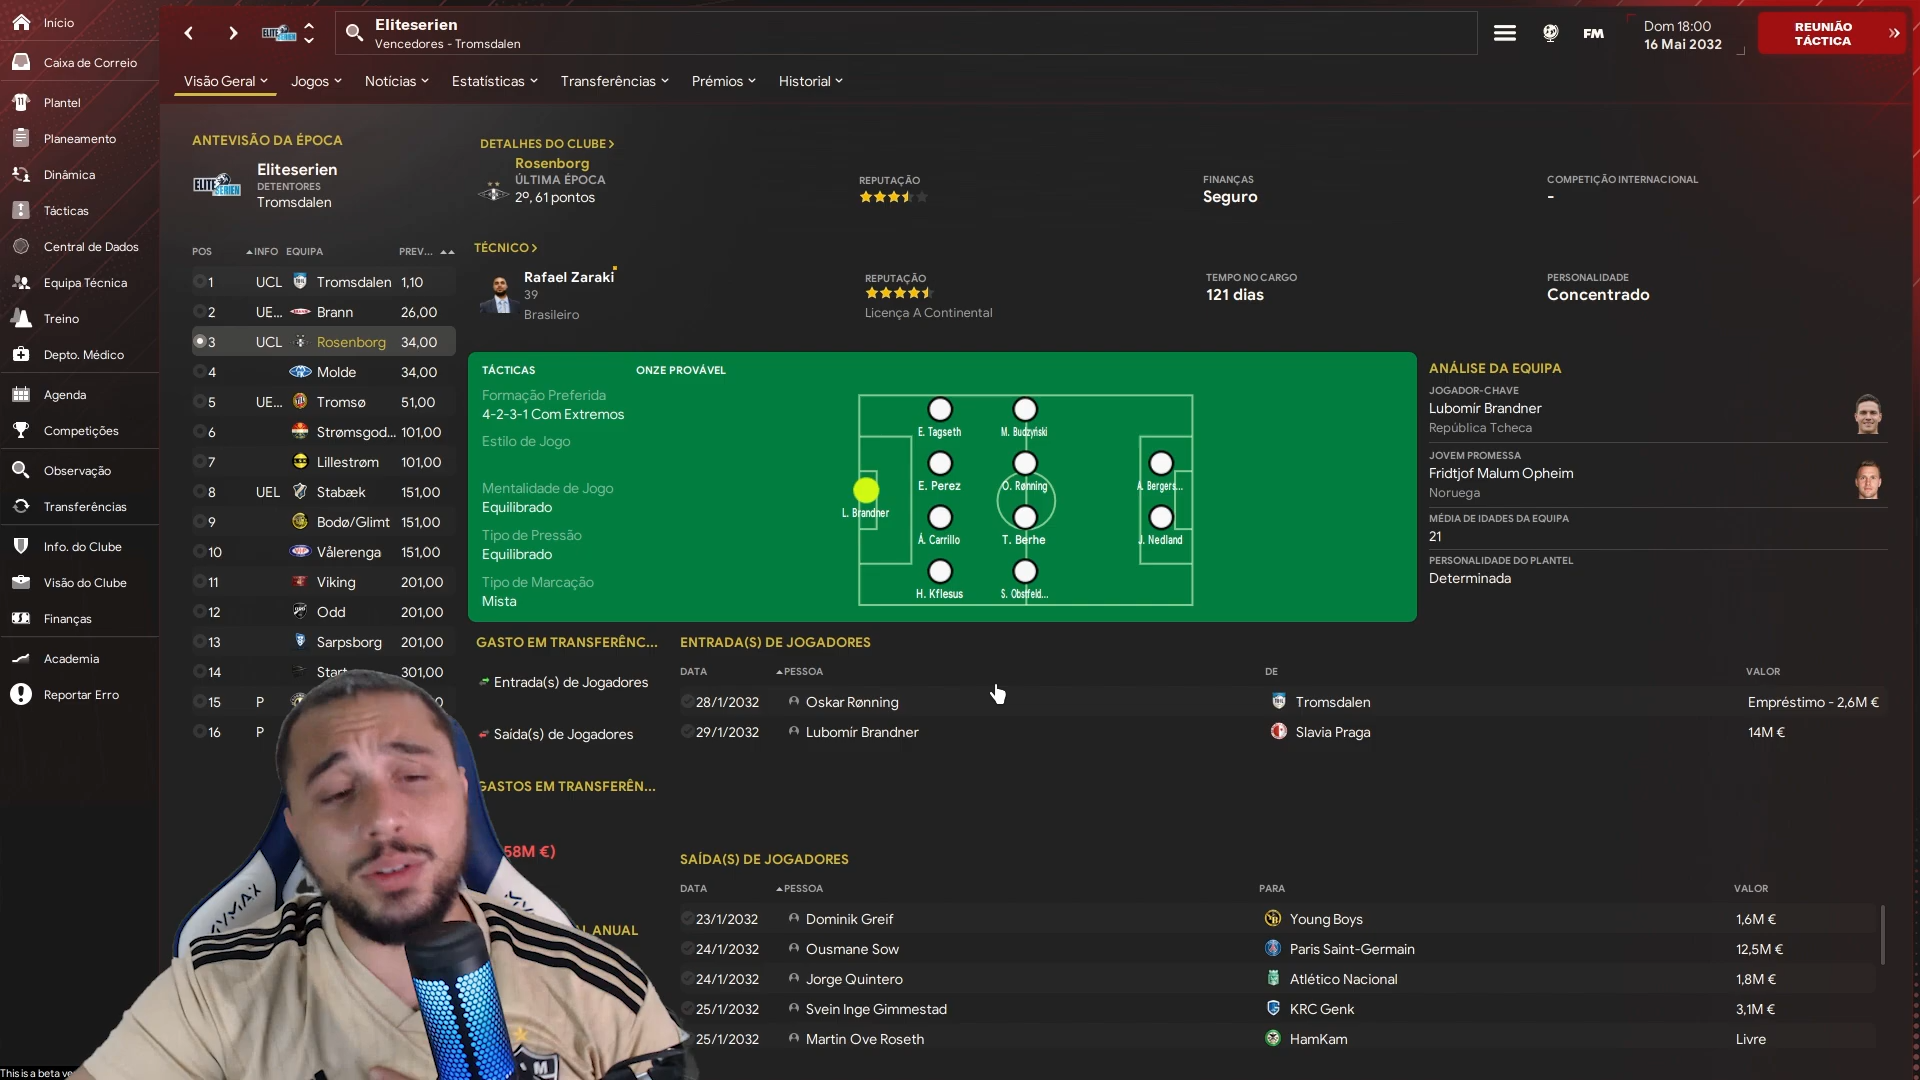 Início
Caixa de Correio
Plantel
Planeamento
Dinâmica
Tácticas
Central de Dados
Equipa Técnica
Treino
Depto. Médico
Agenda
Competições
Observação
Transferências
Info. do Clube
Visão do Clube
Finanças
Academia
Reportar Erro
Eliteserien
Vencedores - Tromsdalen
FM
Dom 18:00
16 Mai 2032
REUNIÃO
TÁCTICA
Visão Geral Jogos Notícias Estatísticas Transferências Prémios Historial
ANTEVISÃO DA ÉPOCA
Eliteserien
DETENTORES
Tromsdalen
POS INFO EQUIPA PREV...
1 UCL Tromsdalen 1,10
2 UE... Brann 26,00
3 UCL Rosenborg 34,00
4 Molde 34,00
5 UE... Tromsø 51,00
6 Strømsgod... 101,00
7 Lillestrøm 101,00
8 UEL Stabæk 151,00
9 Bodø/Glimt 151,00
10 Vålerenga 151,00
11 Viking 201,00
12 Odd 201,00
13 Sarpsborg 201,00
14 Start 301,00
15 P
16 P
DETALHES DO CLUBE
Rosenborg
ÚLTIMA ÉPOCA
2º, 61 pontos
REPUTAÇÃO
FINANÇAS
Seguro
COMPETIÇÃO INTERNACIONAL
-
TÉCNICO
Rafael Zaraki
39
Brasileiro
REPUTAÇÃO
Licença A Continental
TEMPO NO CARGO
121 dias
PERSONALIDADE
Concentrado
TÁCTICAS
Formação Preferida
4-2-3-1 Com Extremos
Estilo de Jogo
Mentalidade de Jogo
Equilibrado
Tipo de Pressão
Equilibrado
Tipo de Marcação
Mista
ONZE PROVÁVEL
E. Tagseth
M. Budzyński
E. Perez
O. Rønning
A. Bergers...
L. Brandner
Á. Carrillo
T. Berhe
J. Nedland
H. Kflesus
S. Obstfeld...
ANÁLISE DA EQUIPA
JOGADOR-CHAVE
Lubomír Brandner
República Tcheca
JOVEM PROMESSA
Fridtjof Malum Opheim
Noruega
MÉDIA DE IDADES DA EQUIPA
21
PERSONALIDADE DO PLANTEL
Determinada
GASTO EM TRANSFERÊNC...
Entrada(s) de Jogadores
Saída(s) de Jogadores
GASTOS EM TRANSFERÊN...
58M €)
ANUAL
ENTRADA(S) DE JOGADORES
DATA PESSOA DE VALOR
28/1/2032 Oskar Rønning Tromsdalen Empréstimo - 2,6M €
29/1/2032 Lubomír Brandner Slavia Praga 14M €
SAÍDA(S) DE JOGADORES
DATA PESSOA PARA VALOR
23/1/2032 Dominik Greif Young Boys 1,6M €
24/1/2032 Ousmane Sow Paris Saint-Germain 12,5M €
24/1/2032 Jorge Quintero Atlético Nacional 1,8M €
25/1/2032 Svein Inge Gimmestad KRC Genk 3,1M €
25/1/2032 Martin Ove Roseth HamKam Livre
This is a beta